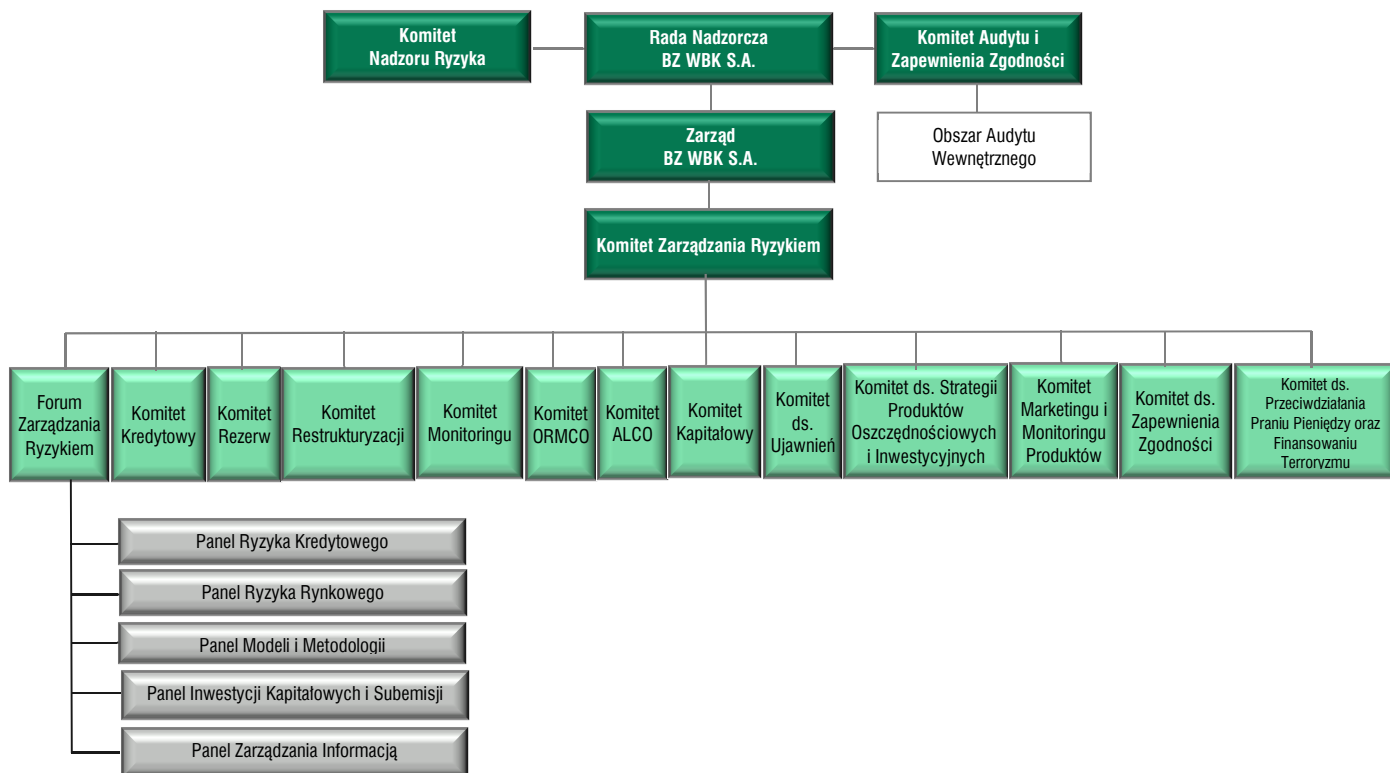 Komitet
Nadzoru Ryzyka
Rada Nadzorcza
BZ WBK S.A.
Komitet Audytu i
Zapewnienia Zgodności
Zarząd
BZ WBK S.A.
Obszar Audytu
Wewnętrznego
Komitet Zarządzania Ryzykiem
Forum
Zarządzania
Ryzykiem
Komitet
Kredytowy
Komitet
Rezerw
Komitet
Restrukturyzacji
Komitet
Monitoringu
Komitet
ORMCO
Komitet
ALCO
Komitet
Kapitałowy
Komitet
ds.
Ujawnień
Komitet ds. Strategii
Produktów
Oszczędnościowych
i Inwestycyjnych
Komitet
Marketingu i
Monitoringu
Produktów
Komitet ds.
Zapewnienia
Zgodności
Komitet ds.
Przeciwdziałania
Praniu Pieniędzy oraz
Finansowaniu
Terroryzmu
Panel Ryzyka Kredytowego
Panel Ryzyka Rynkowego
Panel Modeli i Metodologii
Panel Inwestycji Kapitałowych i Subemisji
Panel Zarządzania Informacją